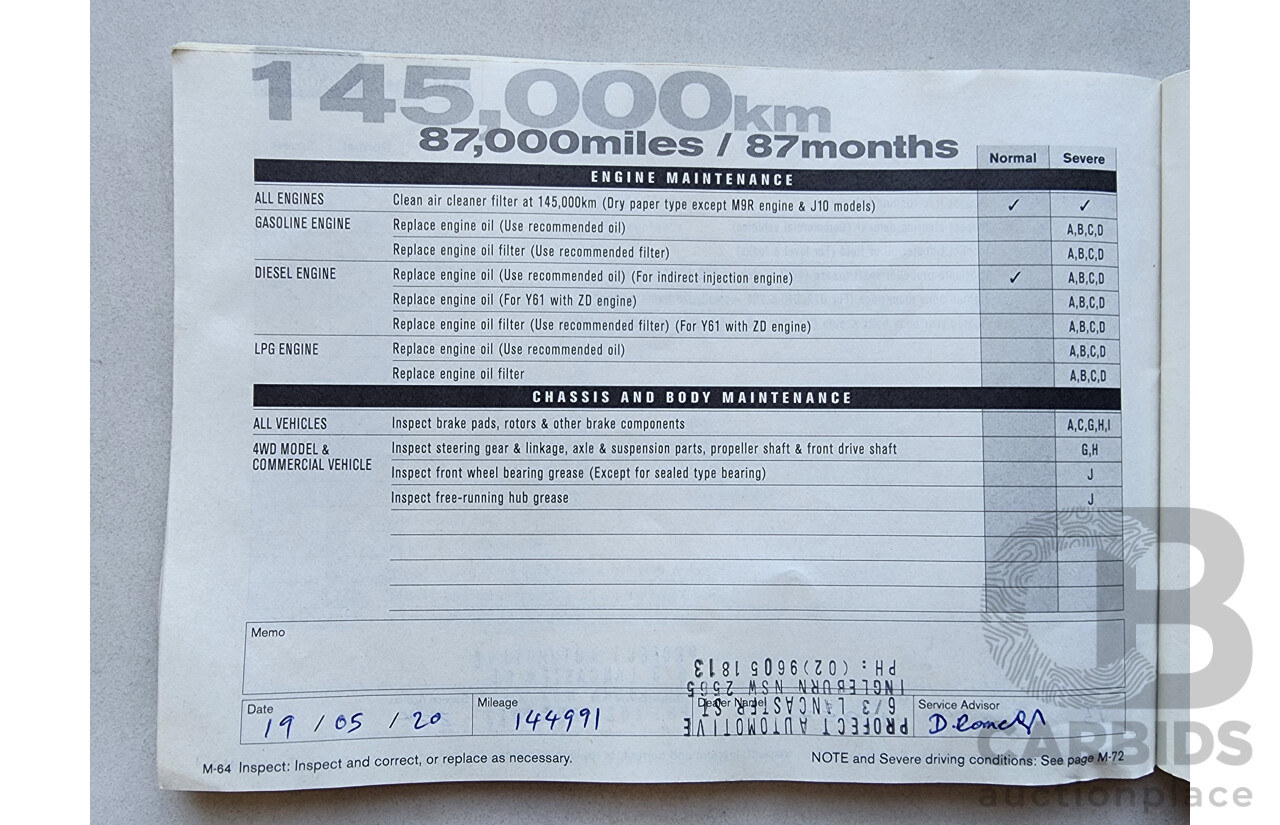 145,000km
87,000miles / 87months
Normal Severe
ENGINE MAINTENANCE
ALL ENGINES Clean air cleaner filter at 145,000km (Dry paper type except M9R engine & J10 models) ✓ ✓
GASOLINE ENGINE Replace engine oil (Use recommended oil) A,B,C,D
Replace engine oil filter (Use recommended filter) A,B,C,D
DIESEL ENGINE Replace engine oil (Use recommended oil) (For indirect injection engine) ✓ A,B,C,D
Replace engine oil (For Y61 with ZD engine) A,B,C,D
Replace engine oil filter (Use recommended filter) (For Y61 with ZD engine) A,B,C,D
LPG ENGINE Replace engine oil (Use recommended oil) A,B,C,D
Replace engine oil filter A,B,C,D
CHASSIS AND BODY MAINTENANCE
ALL VEHICLES Inspect brake pads, rotors & other brake components A,C,G,H,I
4WD MODEL & Inspect steering gear & linkage, axle & suspension parts, propeller shaft & front drive shaft G,H
COMMERCIAL VEHICLE Inspect front wheel bearing grease (Except for sealed type bearing) J
Inspect free-running hub grease J
Memo
PROFECT AUTOMOTIVE
6/3 LANCASTER ST
INGLEBURN NSW 2565
PH: (02)9605 1813
Date Mileage Dealer Name Service Advisor
19 / 05 / 20 144991
M-64 Inspect: Inspect and correct, or replace as necessary. NOTE and Severe driving conditions: See page M-72
CARBIDS
auctionplace